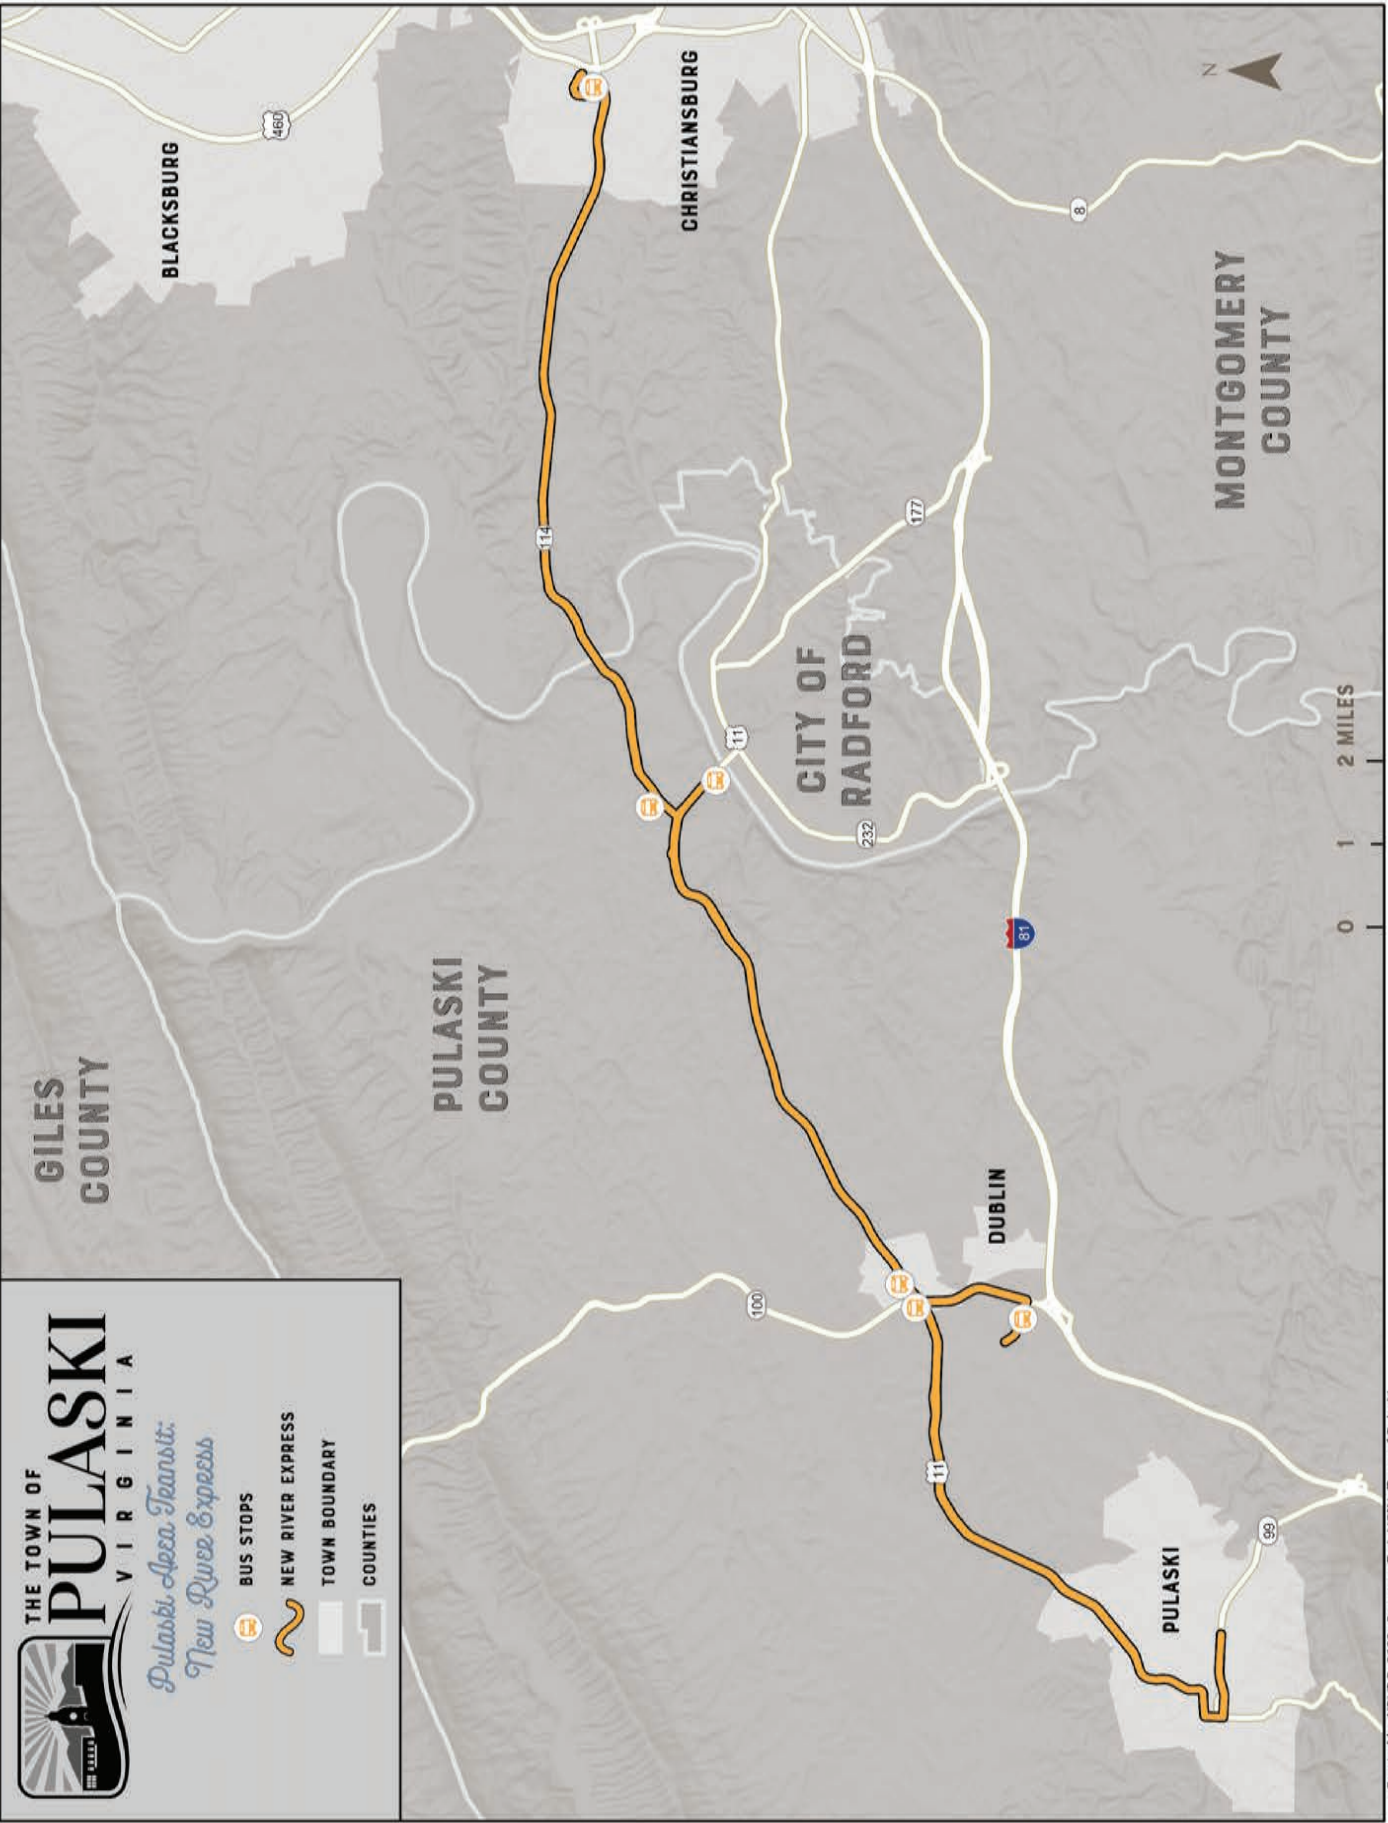 THE TOWN OF
PULASKI
VIRGINIA
Pulaski Area Transit:
New River Express
BUS STOPS
NEW RIVER EXPRESS
TOWN BOUNDARY
COUNTIES
GILES
COUNTY
BLACKSBURG
460
CHRISTIANSBURG
N
8
MONTGOMERY
COUNTY
114
177
11
CITY OF
RADFORD
232
81
PULASKI
COUNTY
100
DUBLIN
11
PULASKI
99
0 1 2 MILES